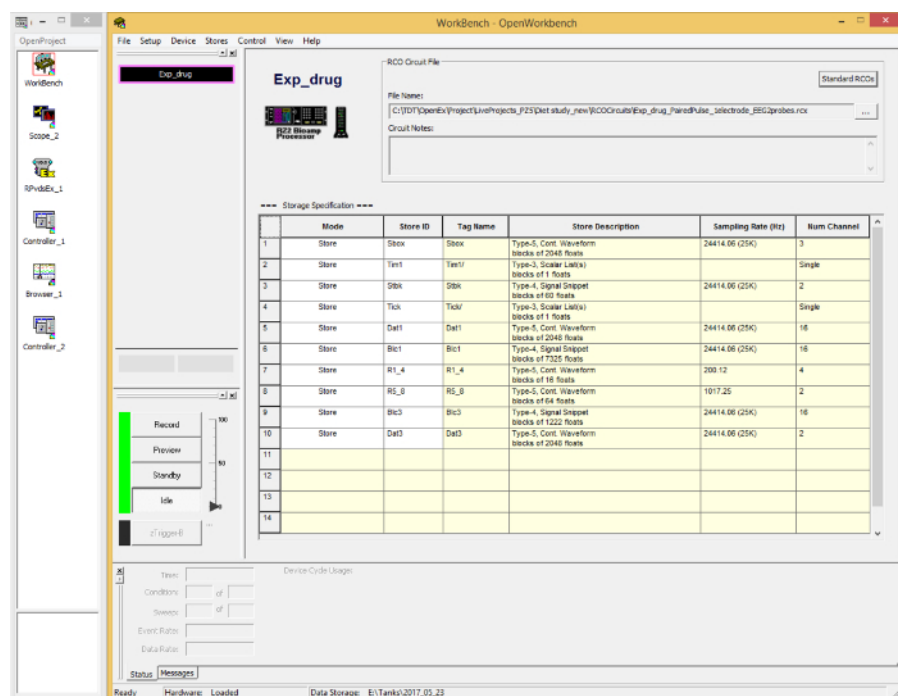 OpenProject
WorkBench
Scope_2
RPvdsEx_1
Controller_1
Browser_1
Controller_2
WorkBench - OpenWorkbench
File Setup Device Stores Control View Help
Exp_drug
Exp_drug
RZ2 Bioamp
Processor
RCO Circuit File
Standard RCOs
File Name:
C:\TDT\OpenEx\Project\LiveProjects_PZ5\Diet study_new\RCOCircuits\Exp_drug_PairedPulse_1electrode_EEG2probes.rcx
...
Circuit Notes:
=== Storage Specification ===
Mode Store ID Tag Name Store Description Sampling Rate (Hz) Num Channel
1 Store Sbox Sbox Type-5, Cont. Waveform 24414.06 (25K) 3
blocks of 2048 floats
2 Store Tim1 Tim1/ Type-3, Scalar List(s) Single
blocks of 1 floats
3 Store Stbk Stbk Type-4, Signal Snippet 24414.06 (25K) 2
blocks of 60 floats
4 Store Tick Tick/ Type-3, Scalar List(s) Single
blocks of 1 floats
5 Store Dat1 Dat1 Type-5, Cont. Waveform 24414.06 (25K) 16
blocks of 2048 floats
6 Store Blc1 Blc1 Type-4, Signal Snippet 24414.06 (25K) 16
blocks of 7325 floats
7 Store R1_4 R1_4 Type-5, Cont. Waveform 200.12 4
blocks of 16 floats
8 Store R5_8 R5_8 Type-5, Cont. Waveform 1017.25 2
blocks of 64 floats
9 Store Blc3 Blc3 Type-4, Signal Snippet 24414.06 (25K) 16
blocks of 1222 floats
10 Store Dat3 Dat3 Type-5, Cont. Waveform 24414.06 (25K) 2
blocks of 2048 floats
11
12
13
14
Record
Preview
Standby
Idle
100
50
zTrigger-B
...
Time:
Condition: of
Sweep: of
Event Rate:
Data Rate:
Device Cycle Usage:
Status Messages
Ready Hardware: Loaded Data Storage: E:\Tanks\2017_05_23